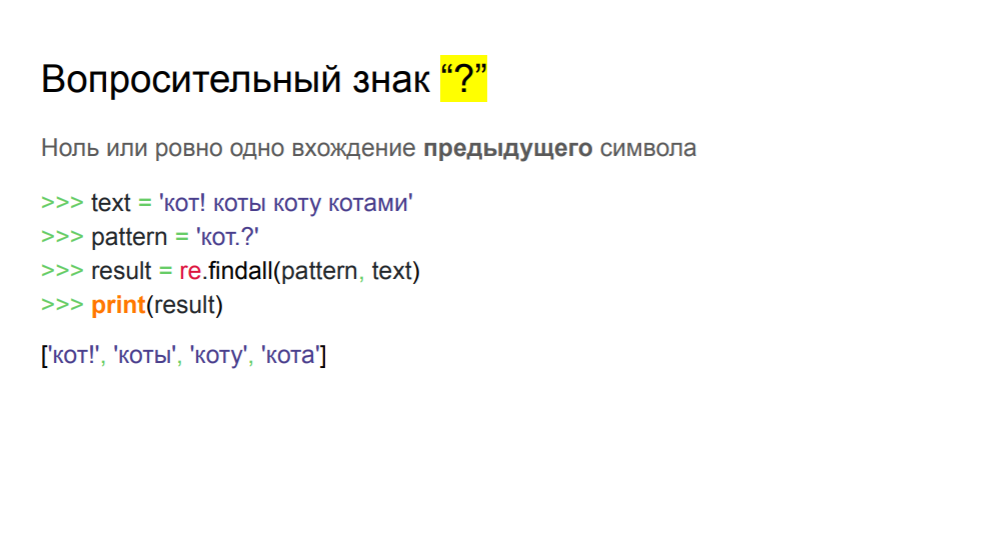 Вопросительный знак “?”
Ноль или ровно одно вхождение предыдущего символа
>>> text = 'кот! коты коту котами'
>>> pattern = 'кот.?'
>>> result = re.findall(pattern, text)
>>> print(result)
['кот!', 'коты', 'коту', 'кота']